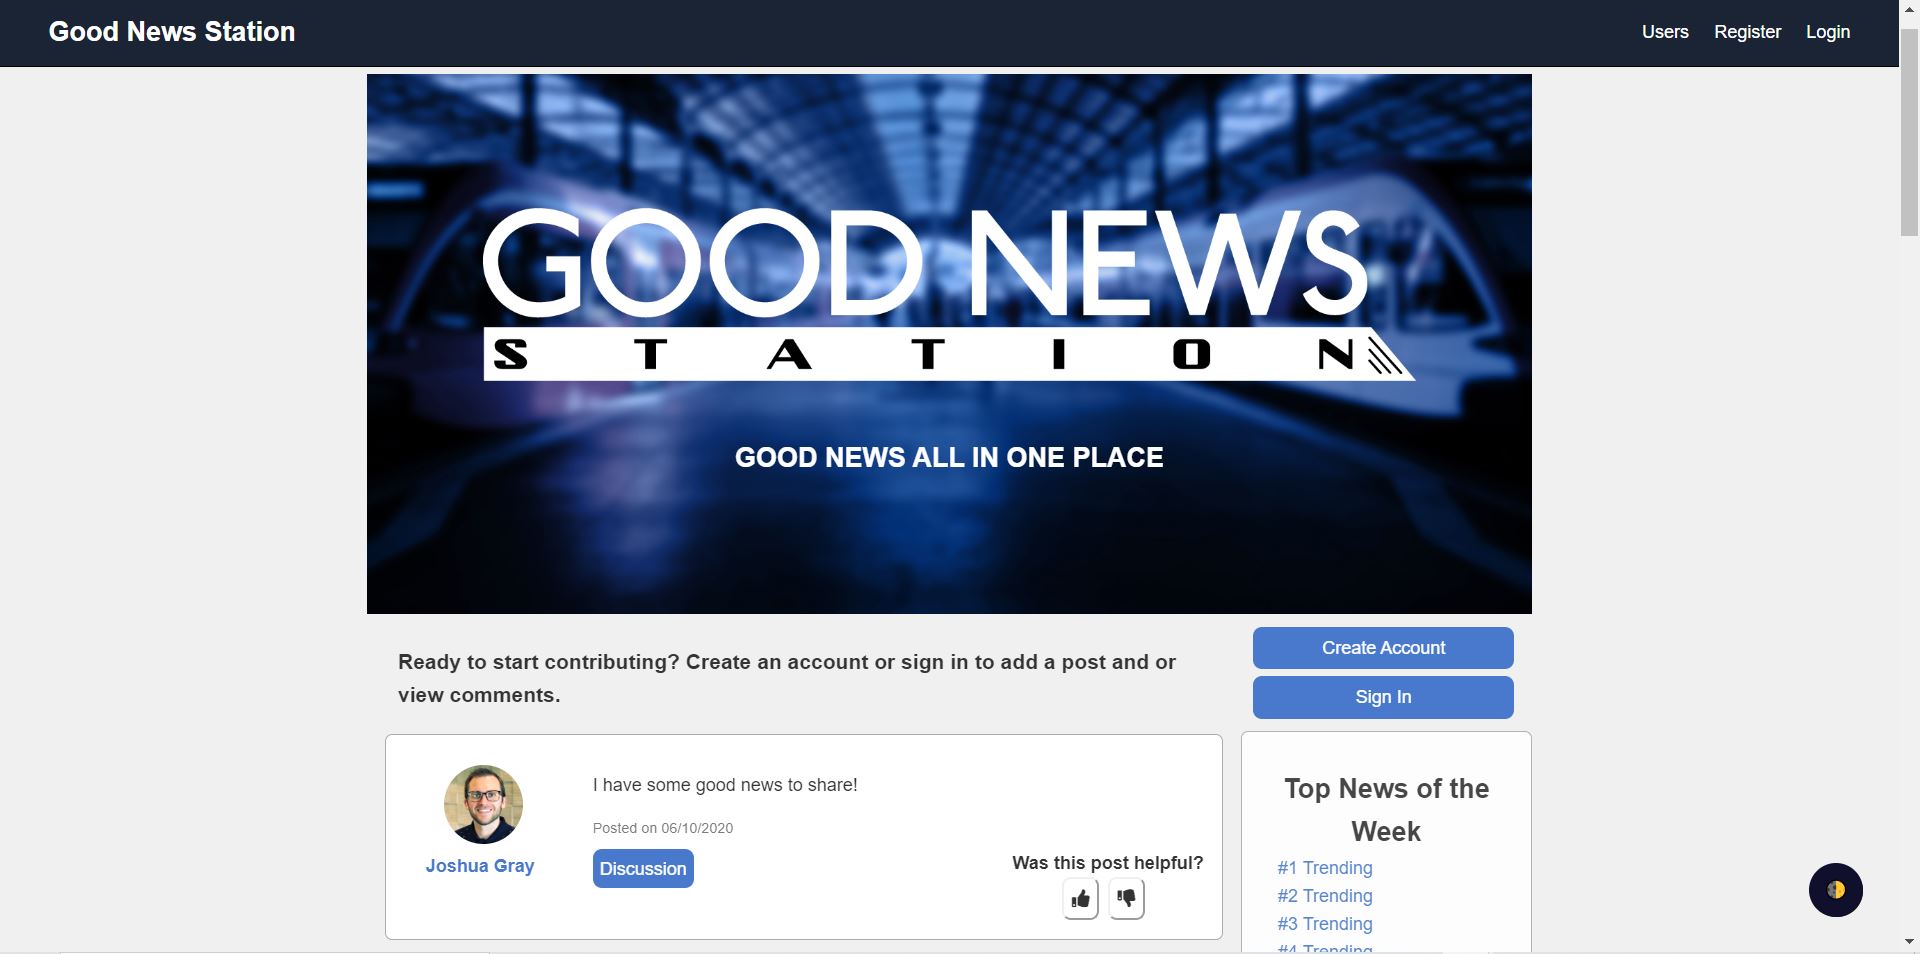 Good News Station
Users
Register
Login
GOOD NEWS
STATION
GOOD NEWS ALL IN ONE PLACE
Ready to start contributing? Create an account or sign in to add a post and or
view comments.
Create Account
Sign In
I have some good news to share!
Posted on 06/10/2020
Joshua Gray
Discussion
Was this post helpful?
Top News of the
Week
#1 Trending
#2 Trending
#3 Trending
#4 Trending